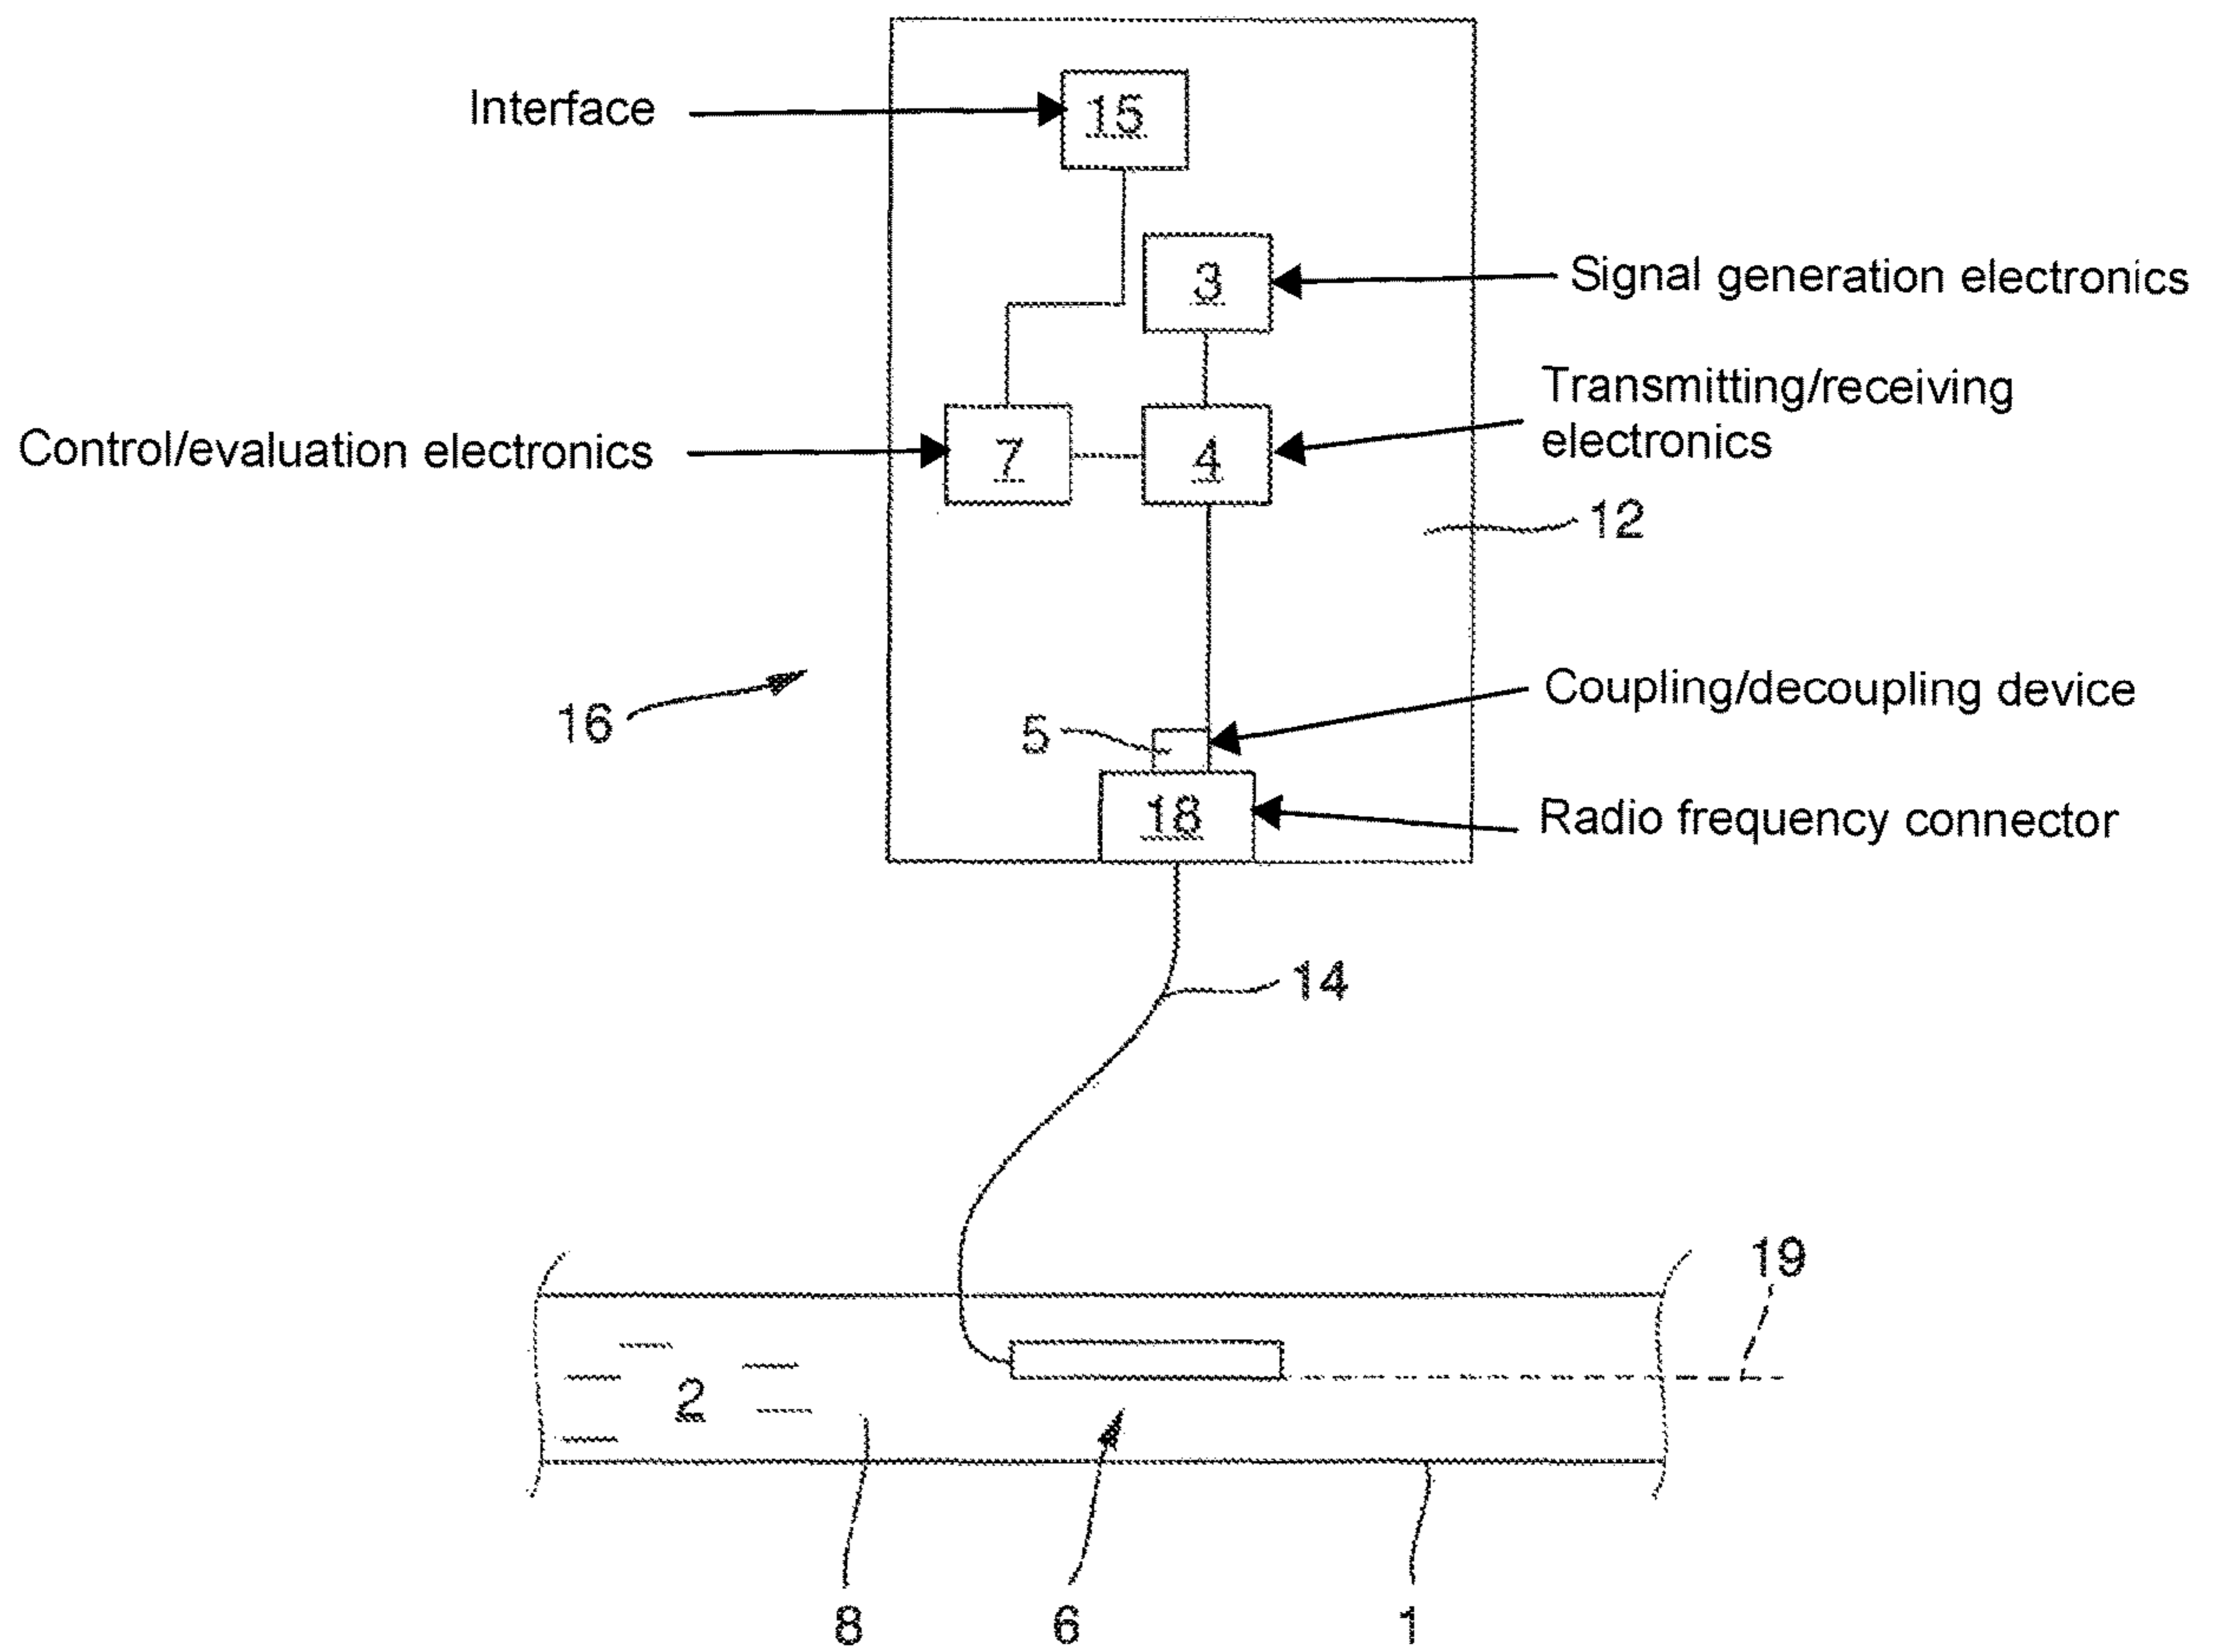 Interface
15
3
Signal generation electronics
Transmitting/receiving
electronics
Control/evaluation electronics
7
4
12
16
5
Coupling/decoupling device
18
Radio frequency connector
14
19
2
8
6
1